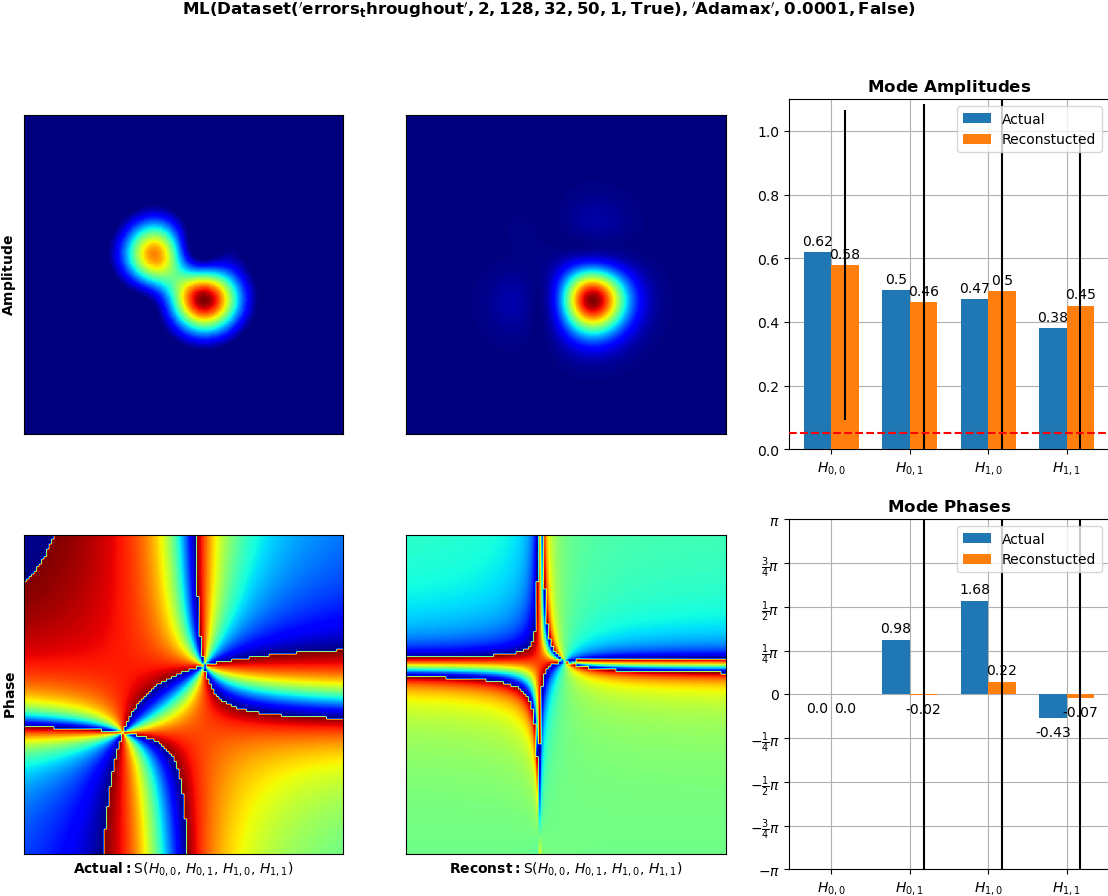 ML(Dataset('errors_throughout', 2, 128, 32, 50, 1, True), 'Adamax', 0.0001, False)
Amplitude
Mode Amplitudes
Actual
Reconstucted
1.0
0.8
0.6
0.4
0.2
0.0
0.62
0.58
0.5
0.46
0.47
0.5
0.38
0.45
H0,0
H0,1
H1,0
H1,1
Phase
Actual: S(H0,0, H0,1, H1,0, H1,1)
Reconst: S(H0,0, H0,1, H1,0, H1,1)
Mode Phases
Actual
Reconstucted
π
3/4π
1/2π
1/4π
0
−1/4π
−1/2π
−3/4π
−π
0.0
0.0
0.98
-0.02
1.68
0.22
-0.43
-0.07
H0,0
H0,1
H1,0
H1,1